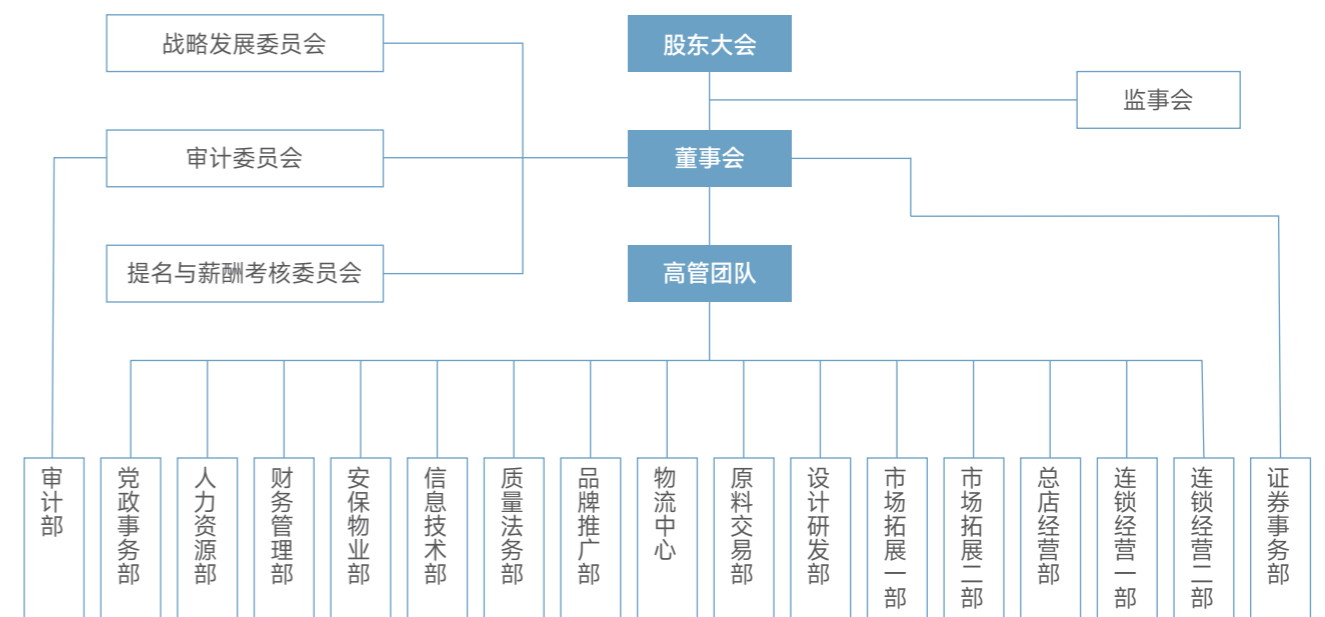 战略发展委员会
股东大会
监事会
审计委员会
董事会
提名与薪酬考核委员会
高管团队
审计部
党政事务部
人力资源部
财务管理部
安保物业部
信息技术部
质量法务部
品牌推广部
物流中心
原料交易部
设计研发部
市场拓展一部
市场拓展二部
总店经营部
连锁经营一部
连锁经营二部
证券事务部